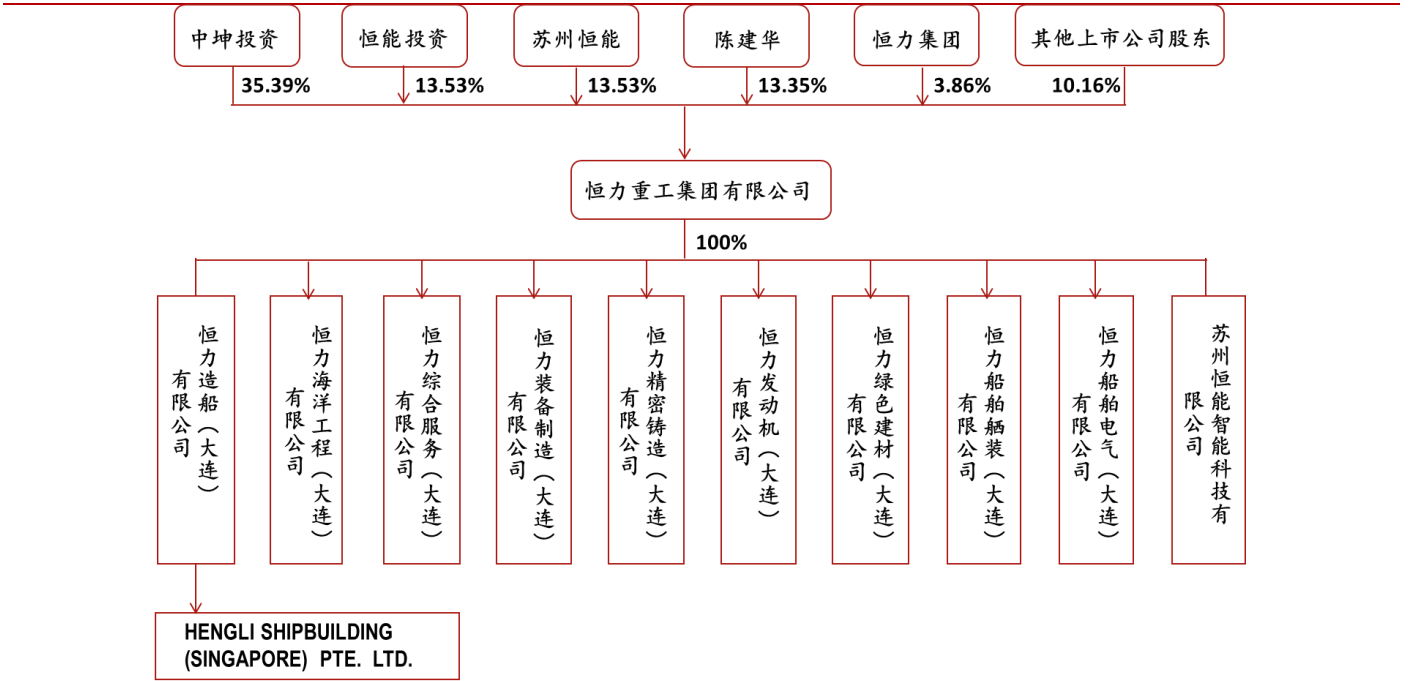 中坤投资
恒能投资
苏州恒能
陈建华
恒力集团
其他上市公司股东
35.39%
13.53%
13.53%
13.35%
3.86%
10.16%
恒力重工集团有限公司
100%
恒力造船（大连）
有限公司
恒力海洋工程（大连）
有限公司
恒力综合服务（大连）
有限公司
恒力装备制造（大连）
有限公司
恒力精密铸造（大连）
有限公司
恒力发动机（大连）
有限公司
恒力绿色建材（大连）
有限公司
恒力船舶舾装（大连）
有限公司
恒力船舶电气（大连）
有限公司
苏州恒能智能科技有
限公司
HENGLI SHIPBUILDING
(SINGAPORE) PTE. LTD.